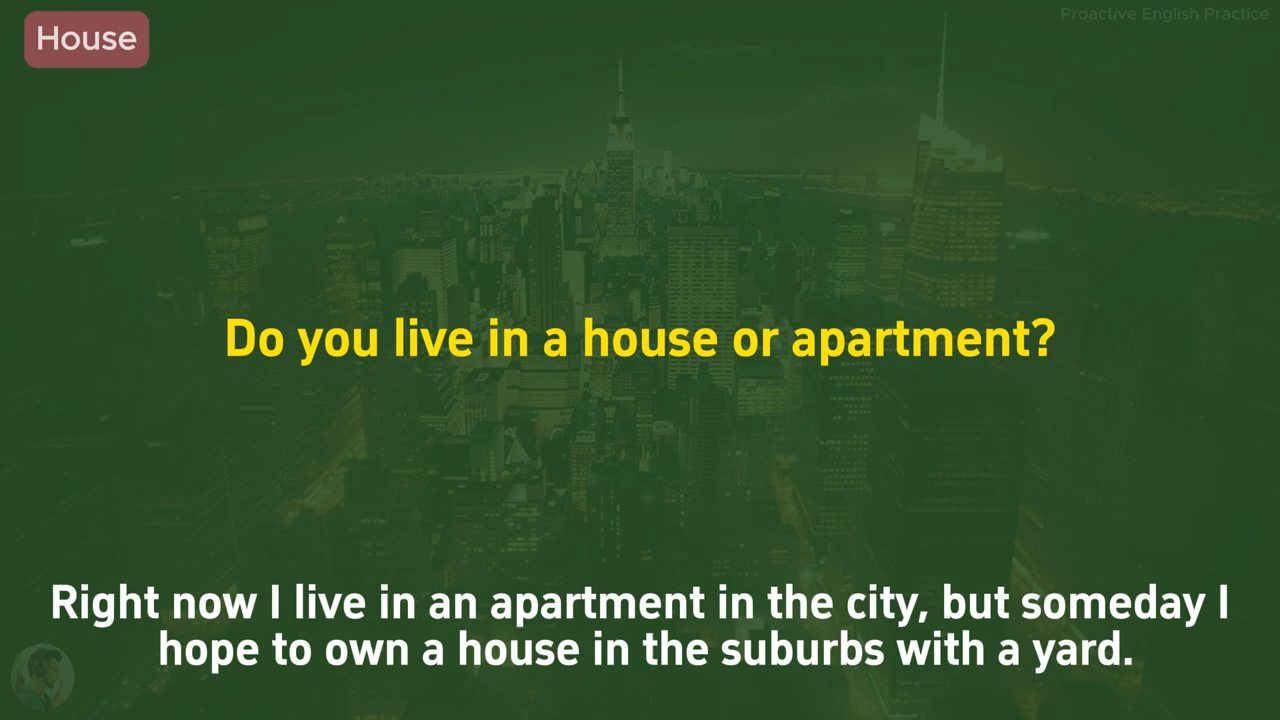 House
Proactive English Practice
Do you live in a house or apartment?
Right now I live in an apartment in the city, but someday I
hope to own a house in the suburbs with a yard.